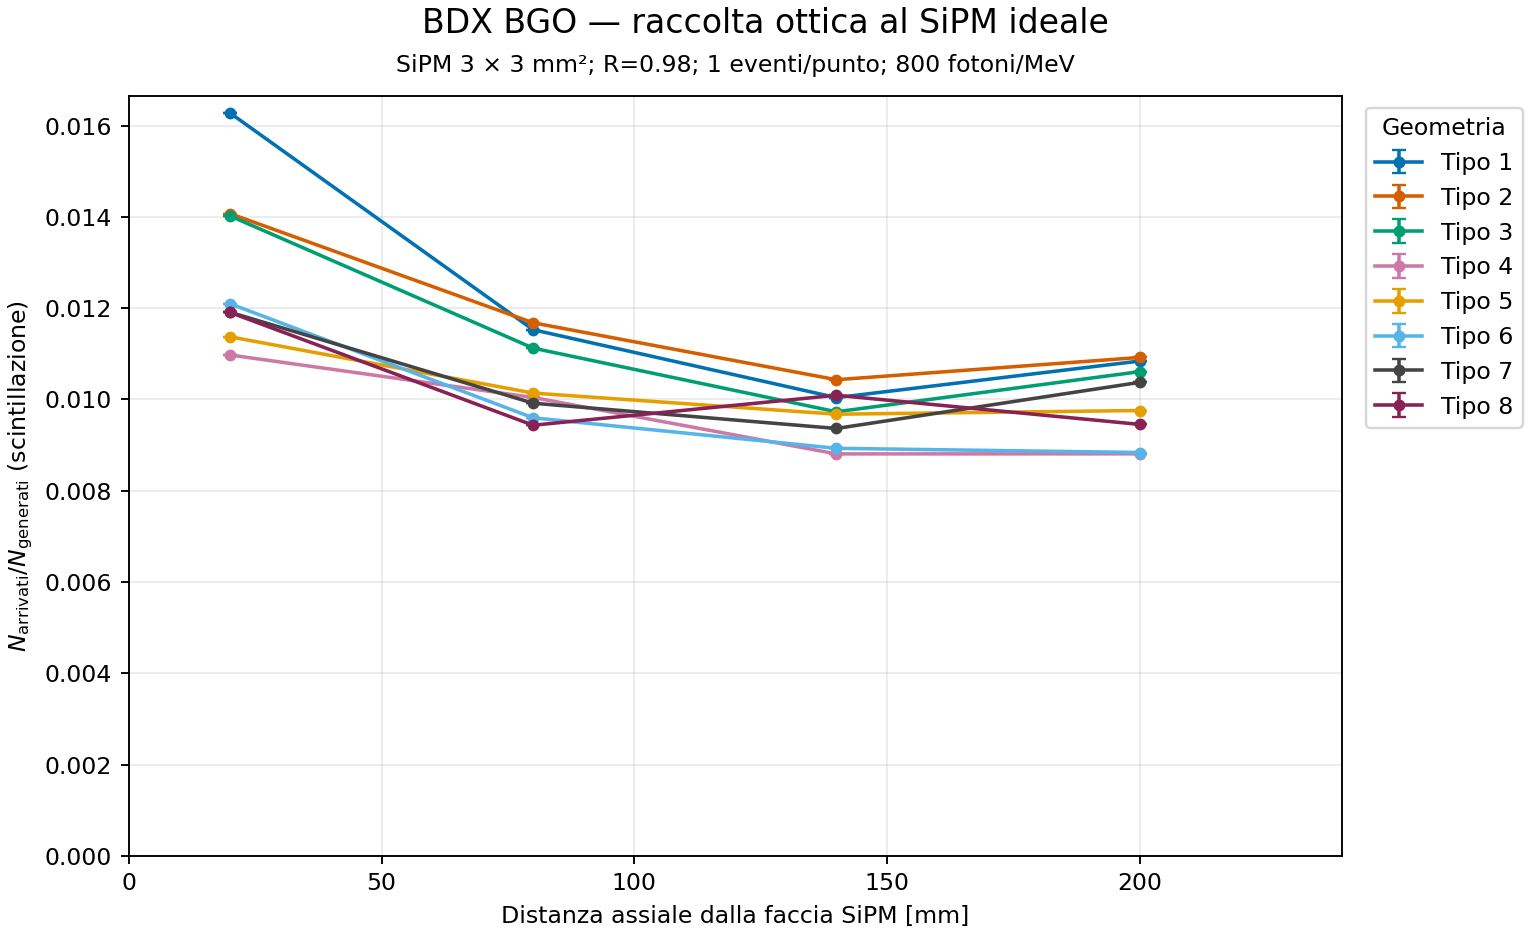 BDX BGO — raccolta ottica al SiPM ideale
SiPM 3 × 3 mm²; R=0.98; 1 eventi/punto; 800 fotoni/MeV
N_arrivati/N_generati (scintillazione)
0.016
0.014
0.012
0.010
0.008
0.006
0.004
0.002
0.000
0
50
100
150
200
Distanza assiale dalla faccia SiPM [mm]
Geometria
Tipo 1
Tipo 2
Tipo 3
Tipo 4
Tipo 5
Tipo 6
Tipo 7
Tipo 8